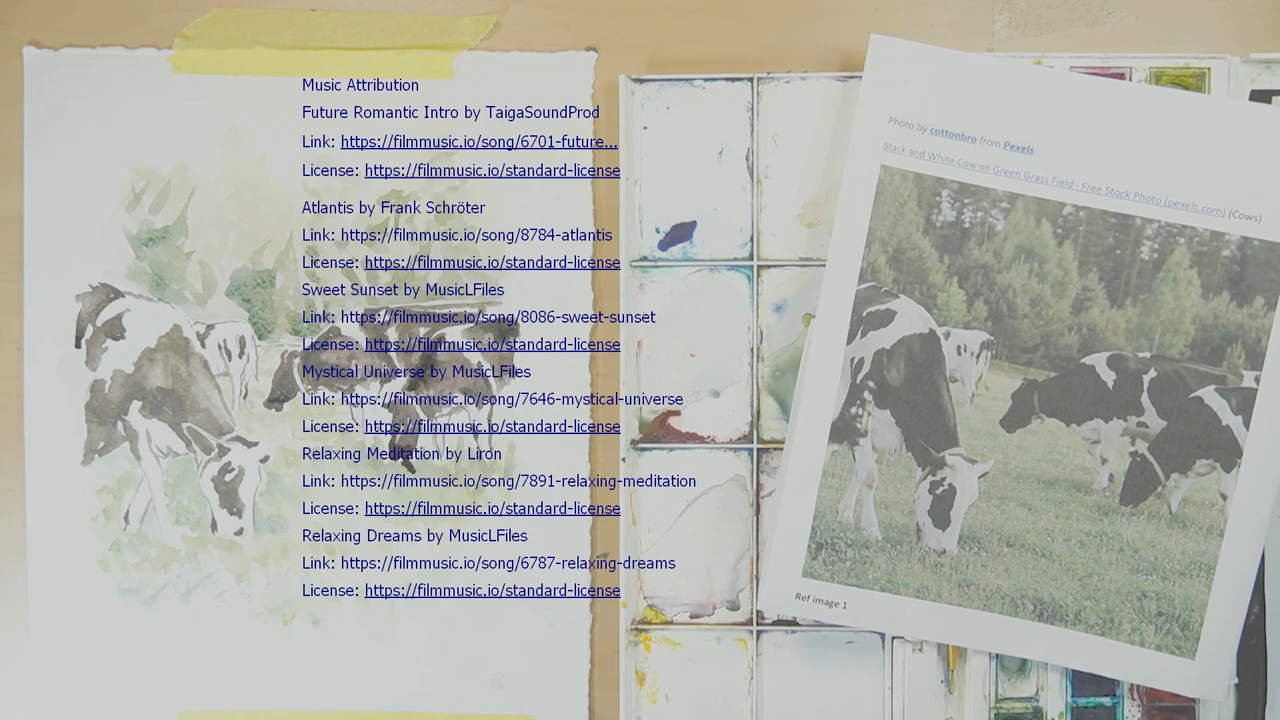 Music Attribution
Future Romantic Intro by TaigaSoundProd
Link: https://filmmusic.io/song/6701-future...
License: https://filmmusic.io/standard-license
Atlantis by Frank Schröter
Link: https://filmmusic.io/song/8784-atlantis
License: https://filmmusic.io/standard-license
Sweet Sunset by MusicLFiles
Link: https://filmmusic.io/song/8086-sweet-sunset
License: https://filmmusic.io/standard-license
Mystical Universe by MusicLFiles
Link: https://filmmusic.io/song/7646-mystical-universe
License: https://filmmusic.io/standard-license
Relaxing Meditation by Liron
Link: https://filmmusic.io/song/7891-relaxing-meditation
License: https://filmmusic.io/standard-license
Relaxing Dreams by MusicLFiles
Link: https://filmmusic.io/song/6787-relaxing-dreams
License: https://filmmusic.io/standard-license
Photo by cottonbro from Pexels
Black and White Cow on Green Grass Field - Free Stock Photo (pexels.com) (Cows)
Ref image 1